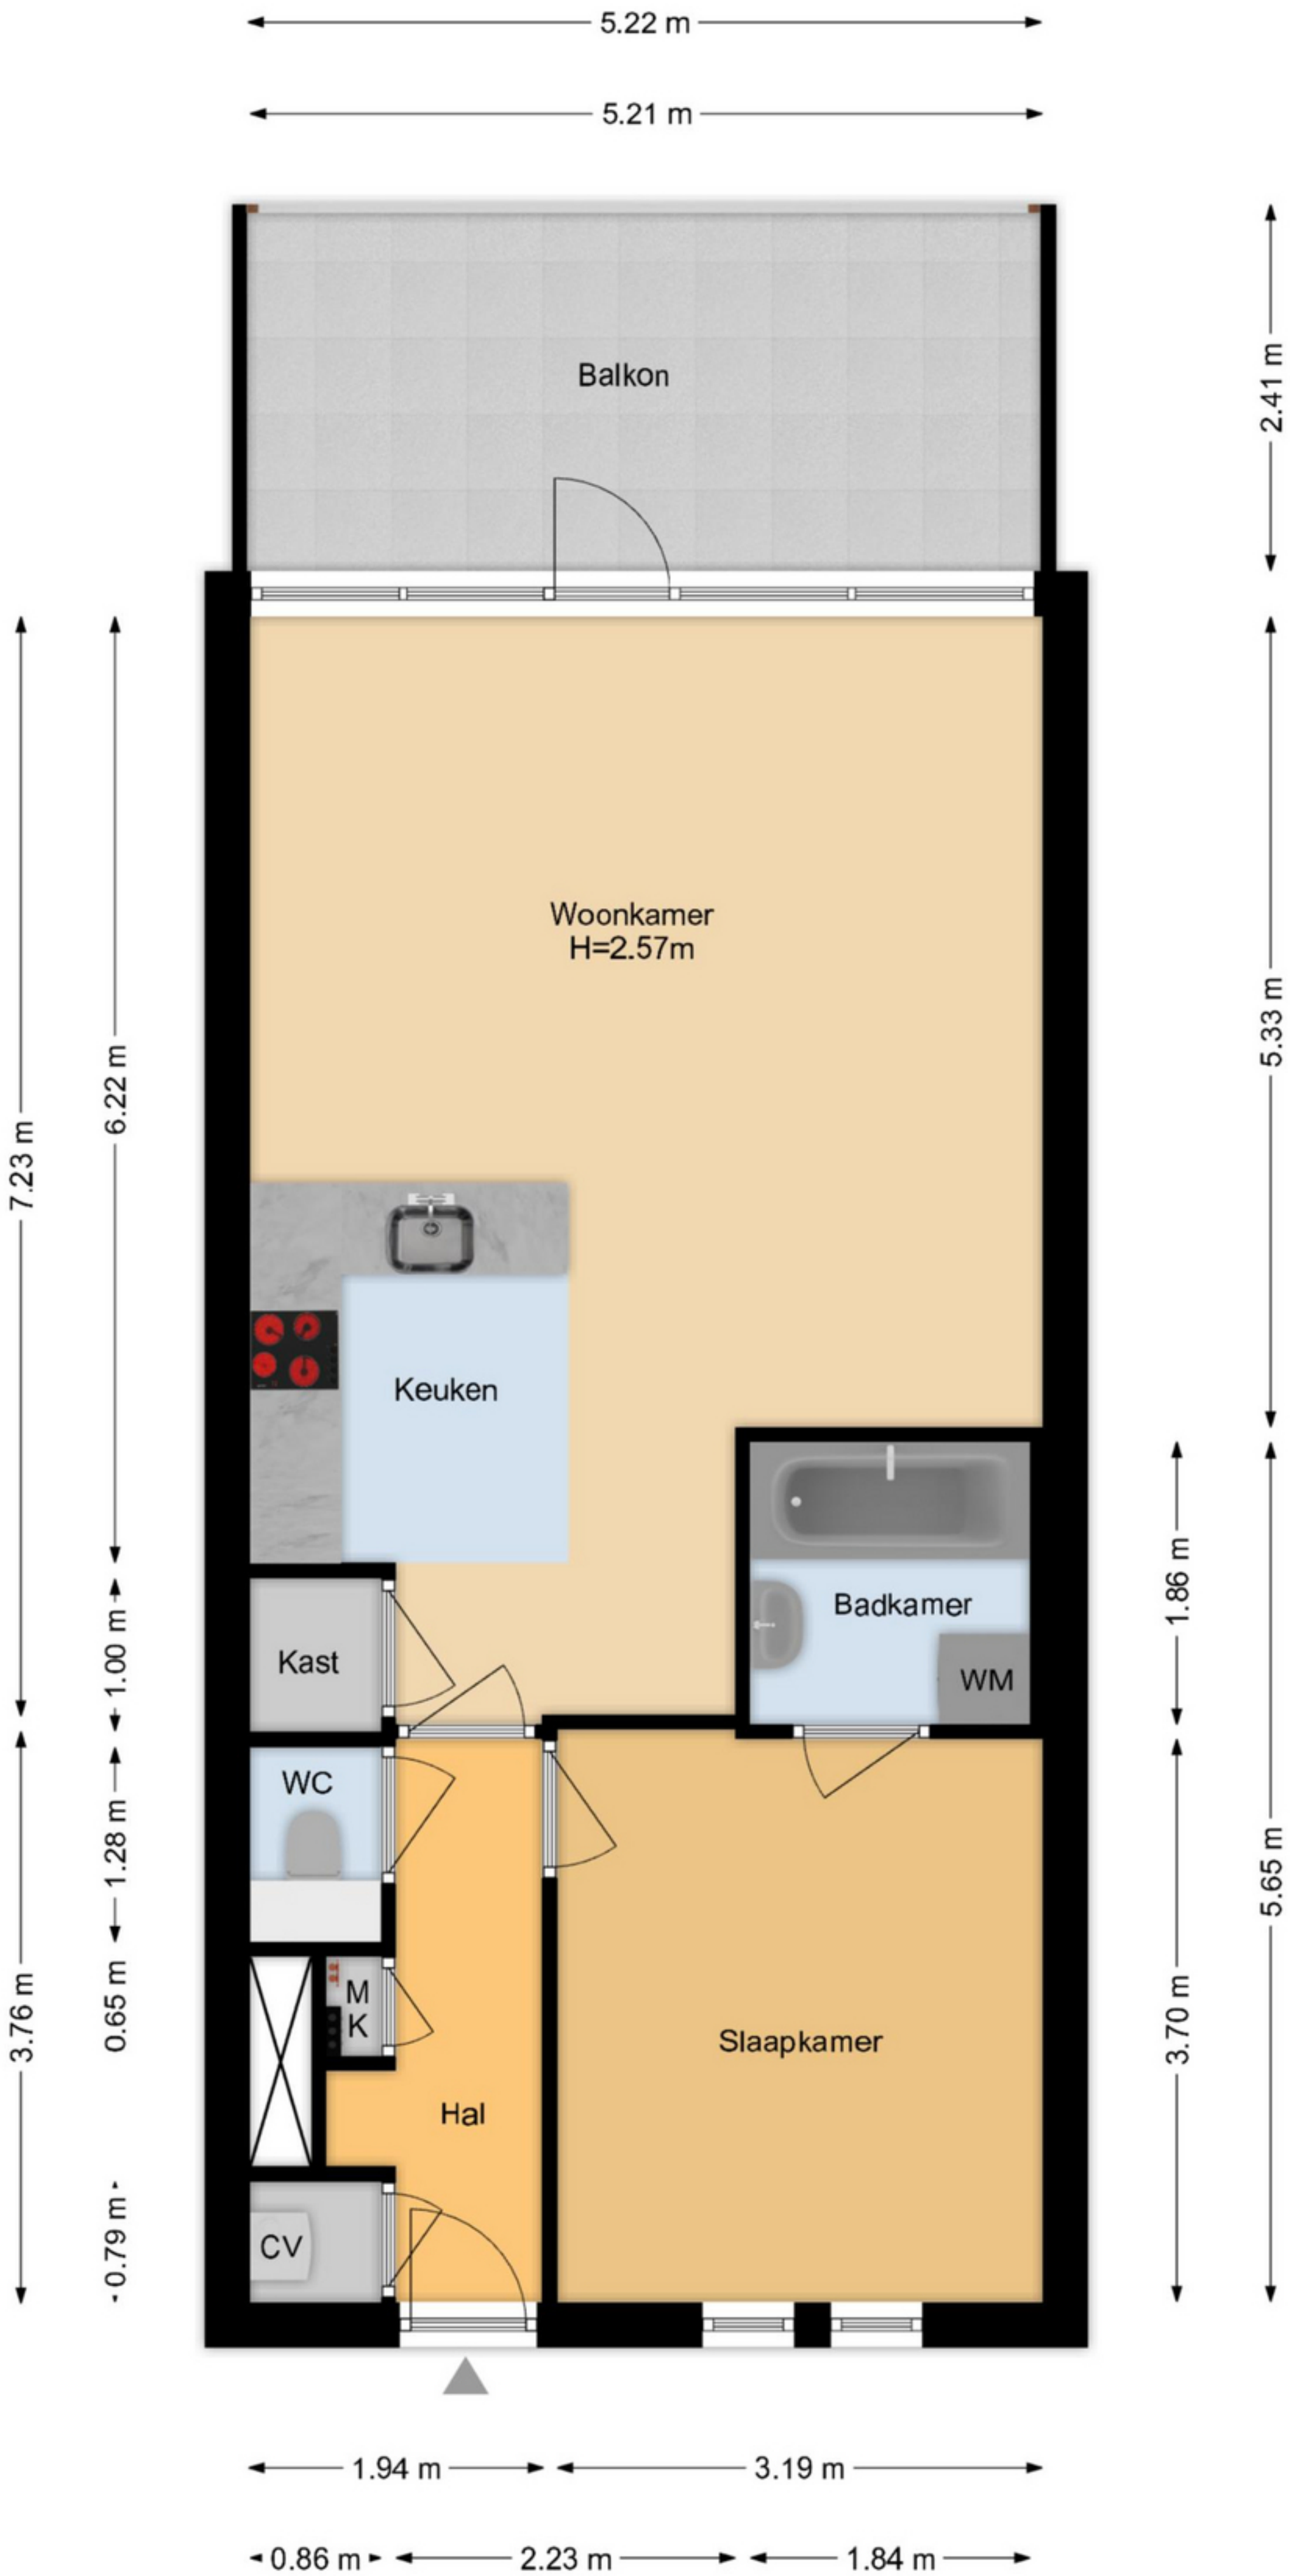 5.22 m
5.21 m
Balkon
2.41 m
Woonkamer
H=2.57m
5.33 m
6.22 m
7.23 m
Keuken
Badkamer
1.86 m
Kast
WM
1.00 m
WC
1.28 m
5.65 m
M
K
0.65 m
3.76 m
Slaapkamer
3.70 m
Hal
CV
0.79 m
1.94 m
3.19 m
0.86 m
2.23 m
1.84 m